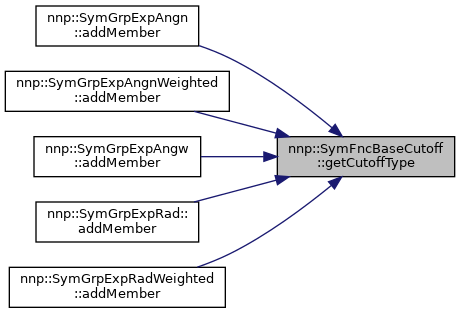 nnp::SymGrpExpAngn
::addMember
nnp::SymGrpExpAngnWeighted
::addMember
nnp::SymGrpExpAngw
::addMember
nnp::SymGrpExpRad::
addMember
nnp::SymGrpExpRadWeighted
::addMember
nnp::SymFncBaseCutoff
::getCutoffType